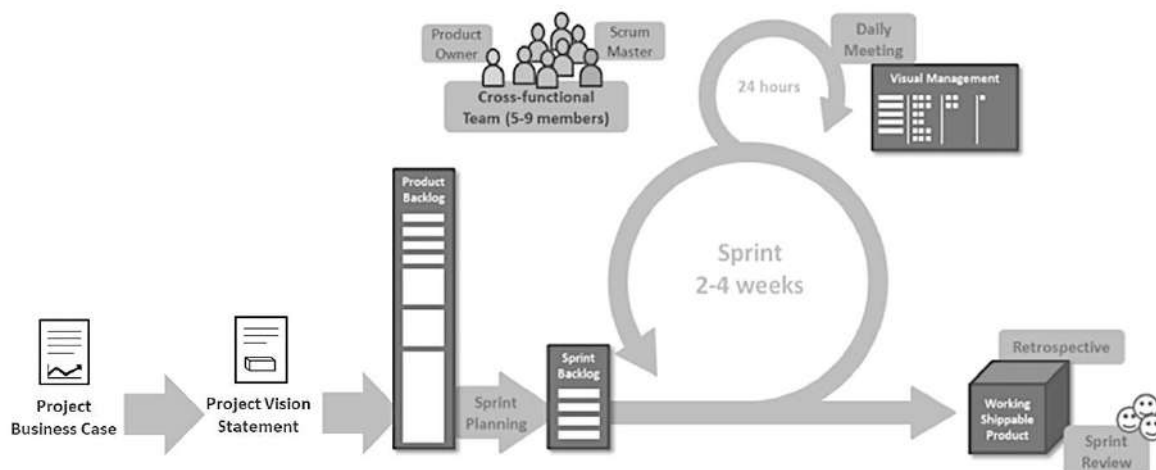 Product
Owner
Scrum
Master
Cross-functional
Team (5-9 members)
24 hours
Daily
Meeting
Visual Management
Product
Backlog
Sprint
2-4 weeks
Project
Business Case
Project Vision
Statement
Sprint
Planning
Sprint
Backlog
Retrospective
Working
Shippable
Product
Sprint
Review